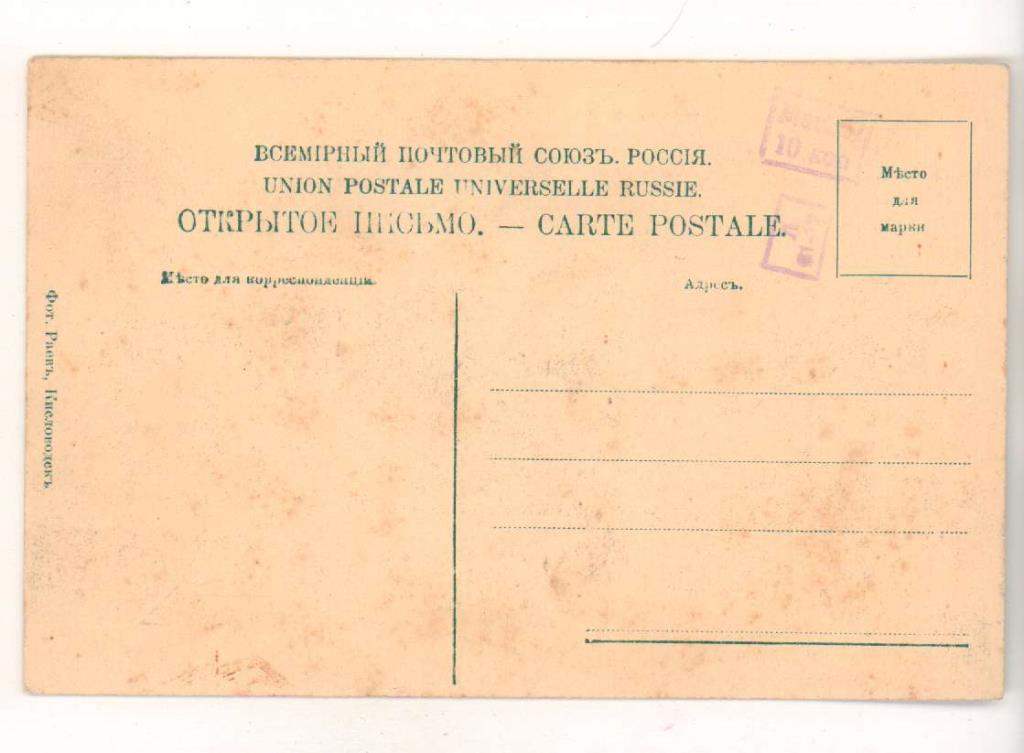 ВСЕМІРНЫЙ ПОЧТОВЫЙ СОЮЗЪ. РОССІЯ.
UNION POSTALE UNIVERSELLE RUSSIE.
ОТКРЫТОЕ ПИСЬМО. — CARTE POSTALE.
Мѣсто
для
марки
10 коп
Мѣсто для корреспонденціи.
Адресъ.
Фот. Раевъ, Кисловодскъ